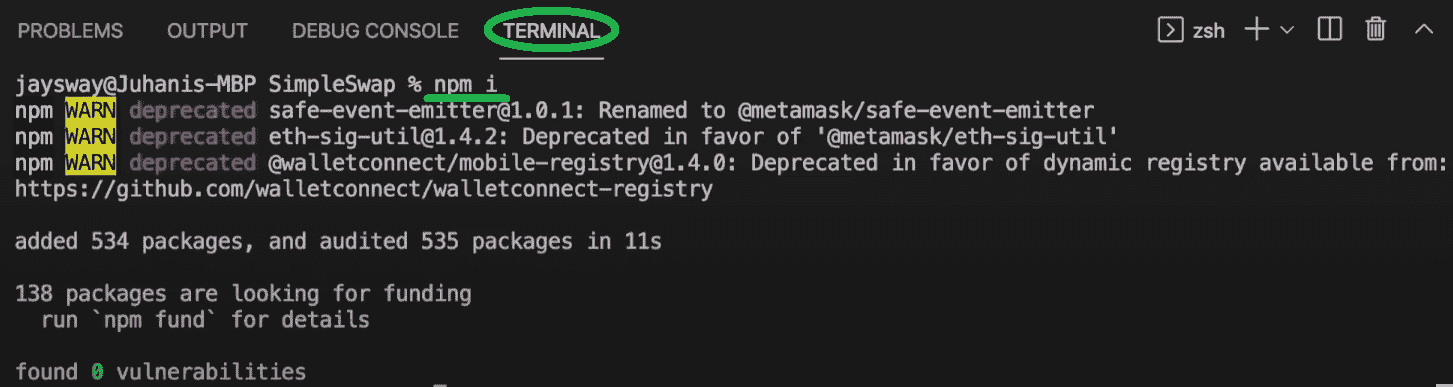 PROBLEMS OUTPUT DEBUG CONSOLE TERMINAL zsh
jaysway@Juhanis-MBP SimpleSwap % npm i
npm WARN deprecated safe-event-emitter@1.0.1: Renamed to @metamask/safe-event-emitter
npm WARN deprecated eth-sig-util@1.4.2: Deprecated in favor of '@metamask/eth-sig-util'
npm WARN deprecated @walletconnect/mobile-registry@1.4.0: Deprecated in favor of dynamic registry available from:
https://github.com/walletconnect/walletconnect-registry
added 534 packages, and audited 535 packages in 11s
138 packages are looking for funding
run `npm fund` for details
found 0 vulnerabilities